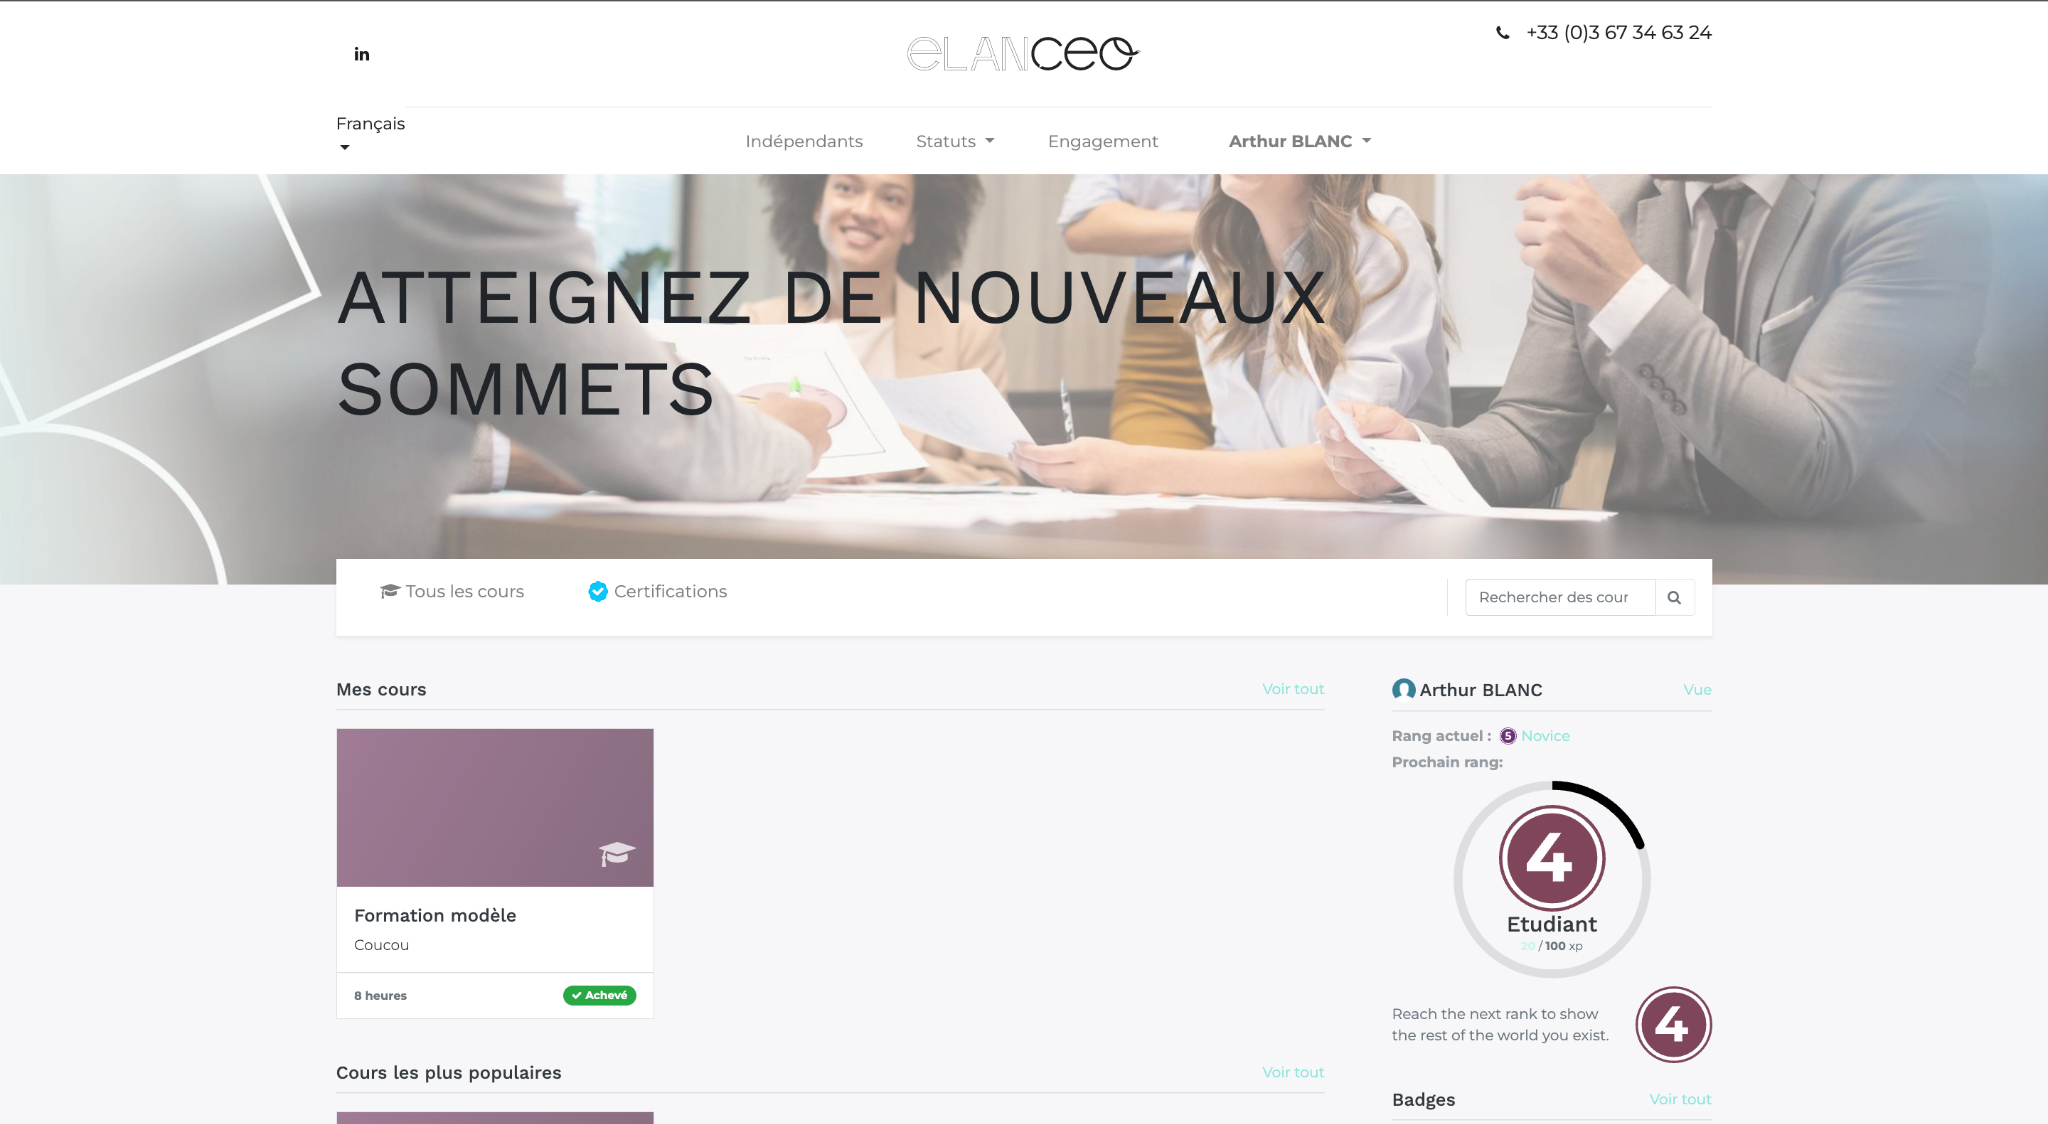 in
eLANceo
+33 (0)3 67 34 63 24
Français
Indépendants
Statuts
Engagement
Arthur BLANC
ATTEIGNEZ DE NOUVEAUX
SOMMETS
Tous les cours
Certifications
Rechercher des cour
Mes cours
Voir tout
Formation modèle
Coucou
8 heures
Achevé
Cours les plus populaires
Voir tout
Arthur BLANC
Vue
Rang actuel : 5 Novice
Prochain rang:
4
Etudiant
20 / 100 xp
Reach the next rank to show
the rest of the world you exist.
4
Badges
Voir tout